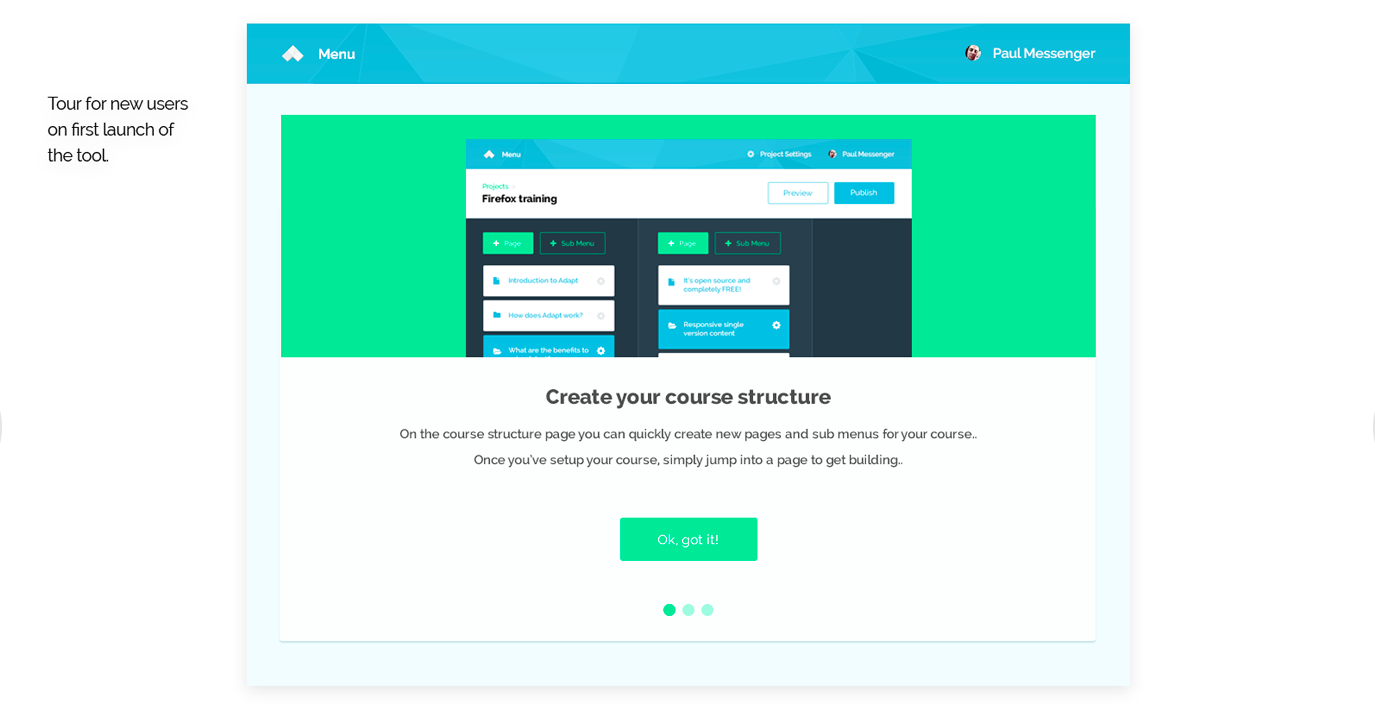 Menu
Paul Messenger
Tour for new users
on first launch of
the tool.
Menu
Project Settings
Paul Messenger
Projects
Firefox training
Preview
Publish
Page
Sub Menu
Page
Sub Menu
Introduction to Adapt
How does Adapt work?
What are the benefits to
It's open source and
completely FREE!
Responsive single
version content
Create your course structure
On the course structure page you can quickly create new pages and sub menus for your course..
Once you've setup your course, simply jump into a page to get building..
Ok, got it!